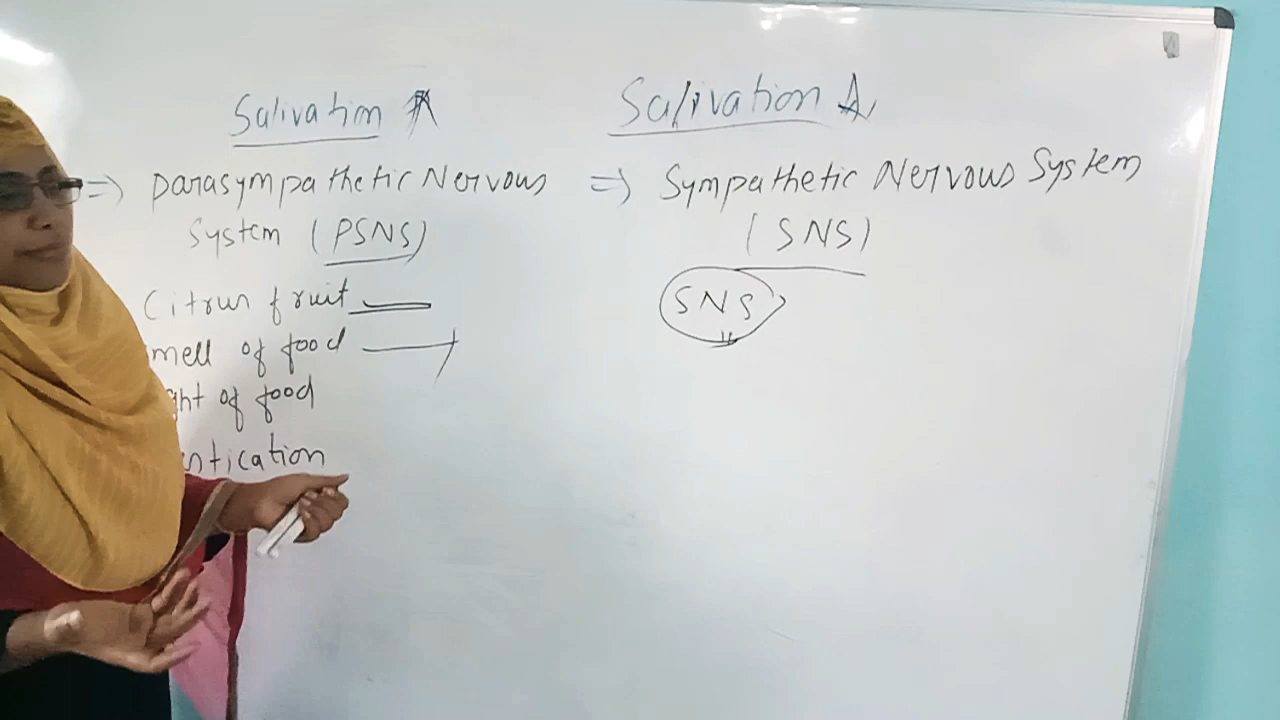 Salivation ↑
=> Parasympathetic Nervous
System (PSNS)
Citrus fruit
mell of food
ght of food
ntication
Salivation
=> Sympathetic Nervous System
(SNS)
SNS